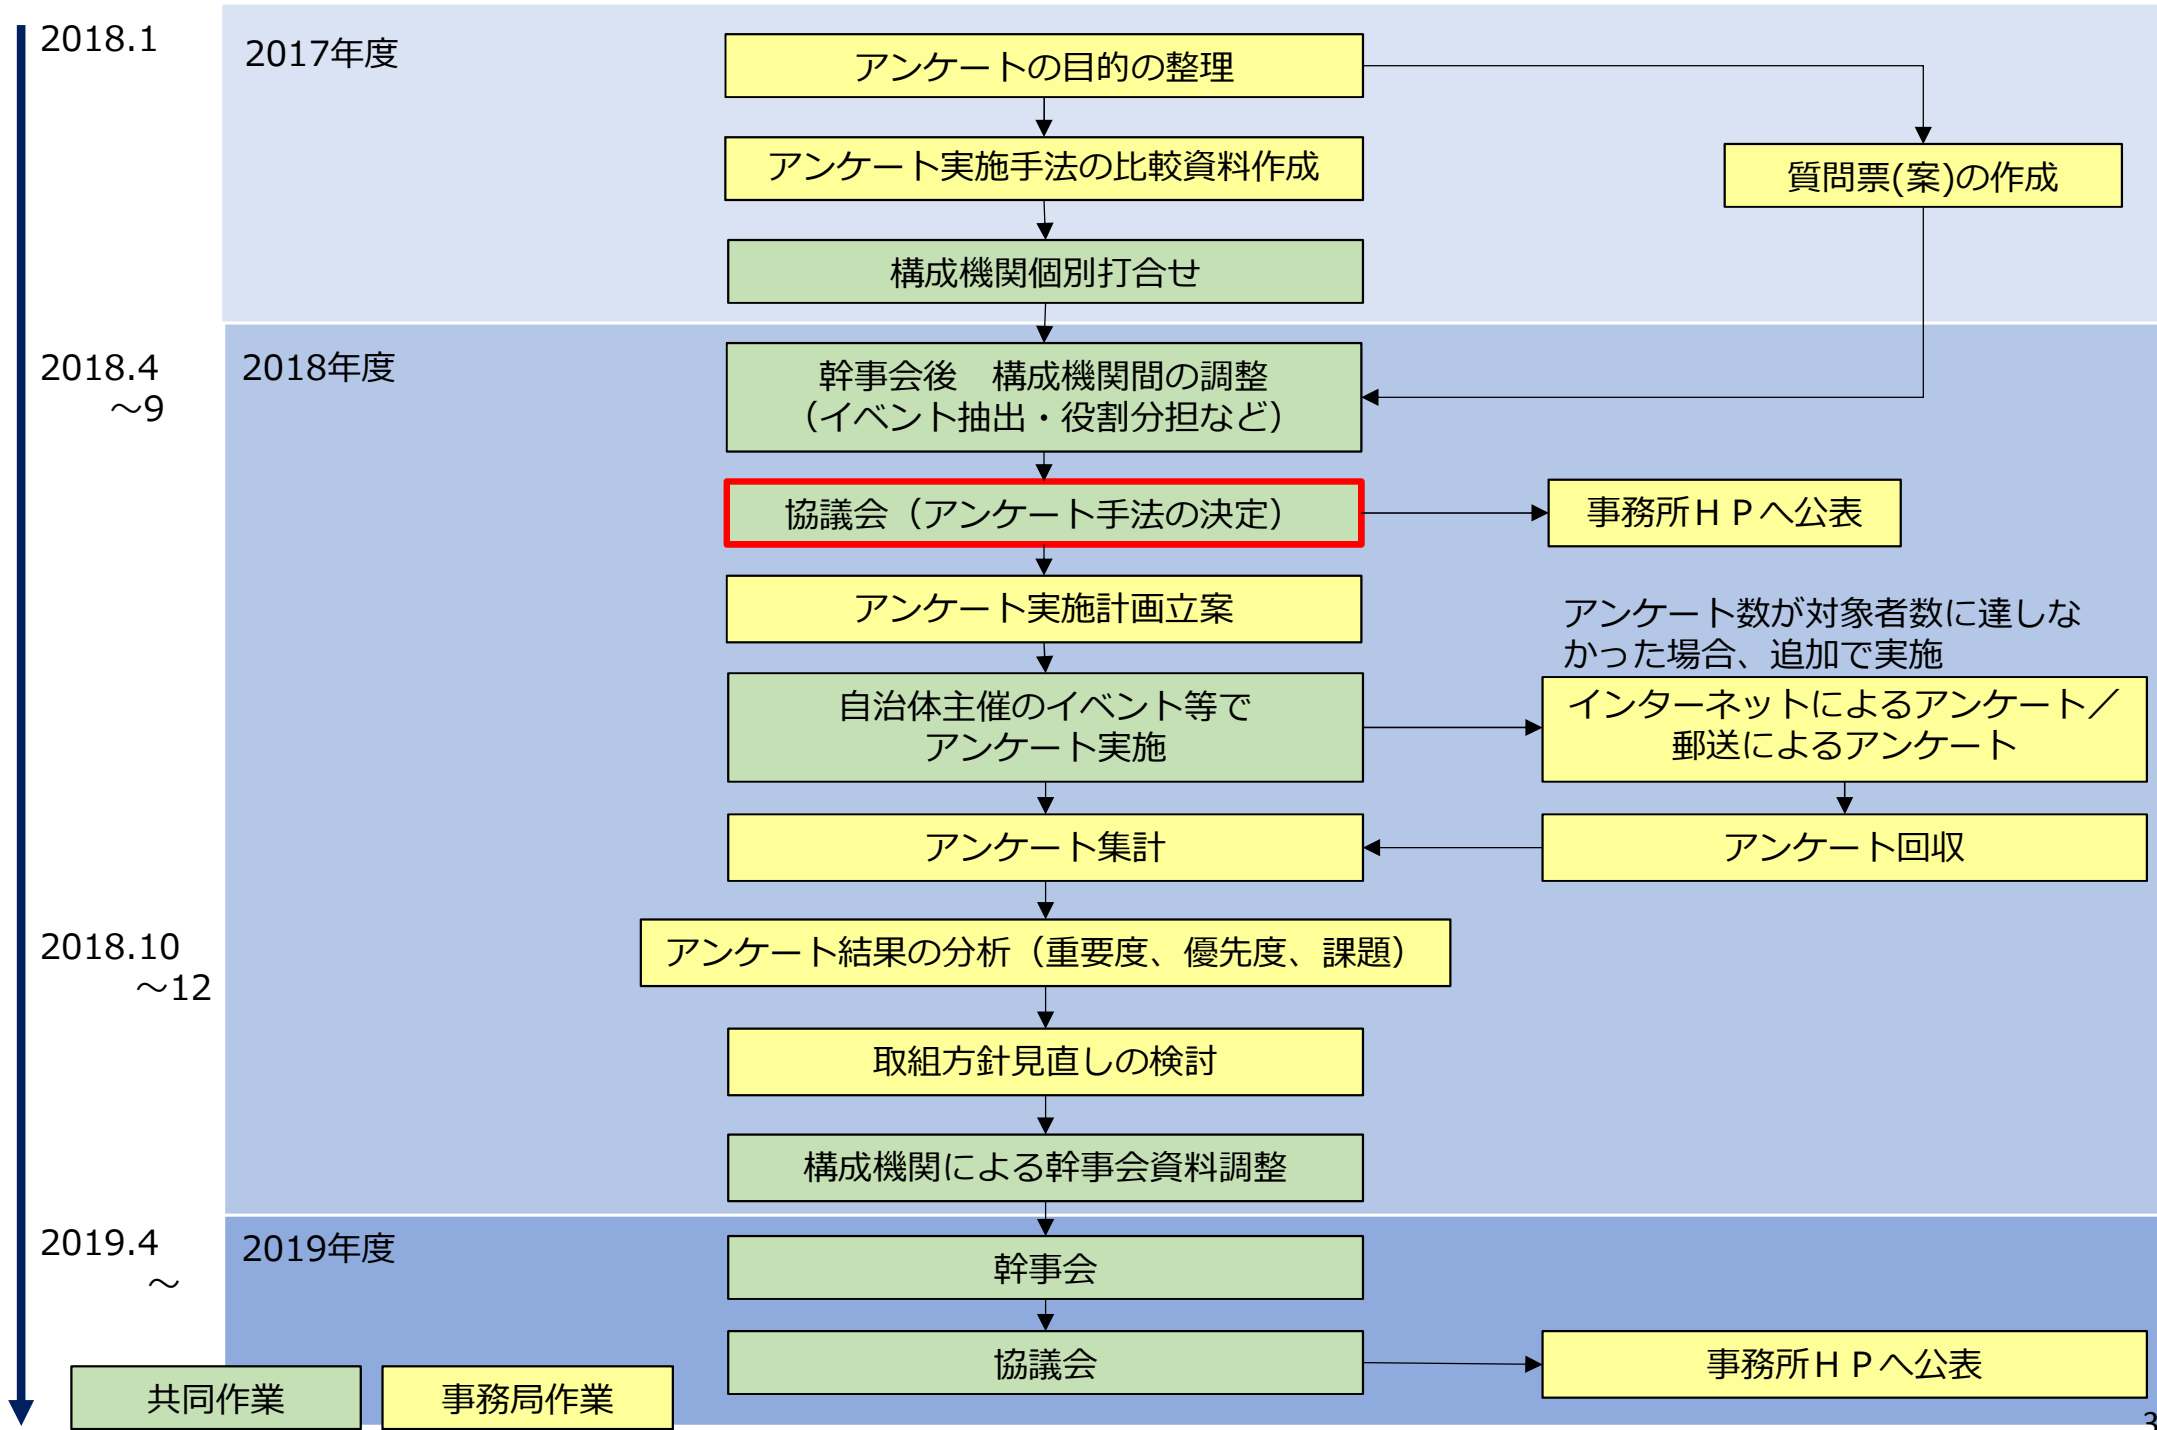 2018.1
2017年度
アンケートの目的の整理
アンケート実施手法の比較資料作成
質問票(案)の作成
構成機関個別打合せ
2018.4
～9
2018年度
幹事会後　構成機関間の調整
（イベント抽出・役割分担など）
協議会（アンケート手法の決定）
事務所ＨＰへ公表
アンケート実施計画立案
アンケート数が対象者数に達しな
かった場合、追加で実施
自治体主催のイベント等で
アンケート実施
インターネットによるアンケート／
郵送によるアンケート
アンケート集計
アンケート回収
2018.10
～12
アンケート結果の分析（重要度、優先度、課題）
取組方針見直しの検討
構成機関による幹事会資料調整
2019.4
～
2019年度
幹事会
協議会
事務所ＨＰへ公表
共同作業
事務局作業
3